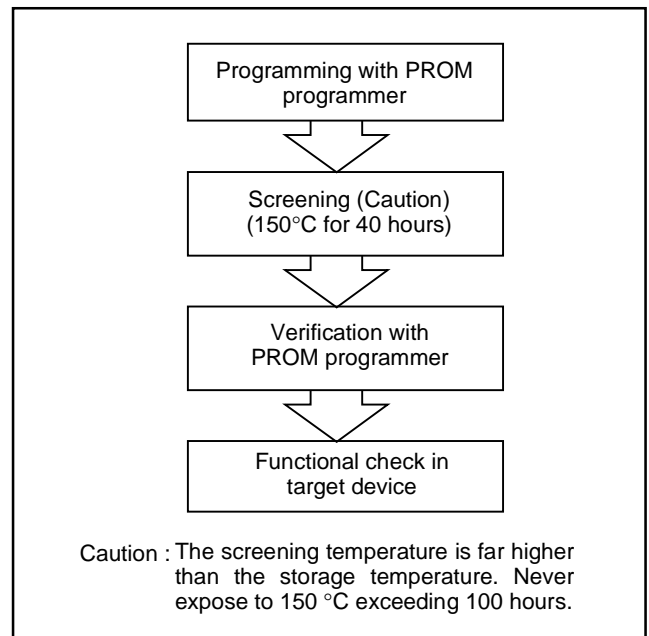 Programming with PROM
programmer
Screening (Caution)
(150°C for 40 hours)
Verification with
PROM programmer
Functional check in
target device
Caution : The screening temperature is far higher
than the storage temperature. Never
expose to 150 °C exceeding 100 hours.